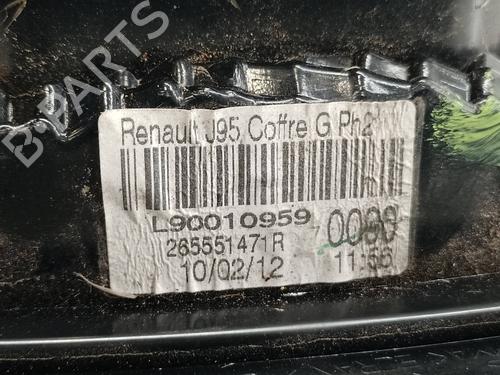 B-PARTS
Renault J95 Coffre G Ph2
L90010959
265551471R
10/02/12
11:55